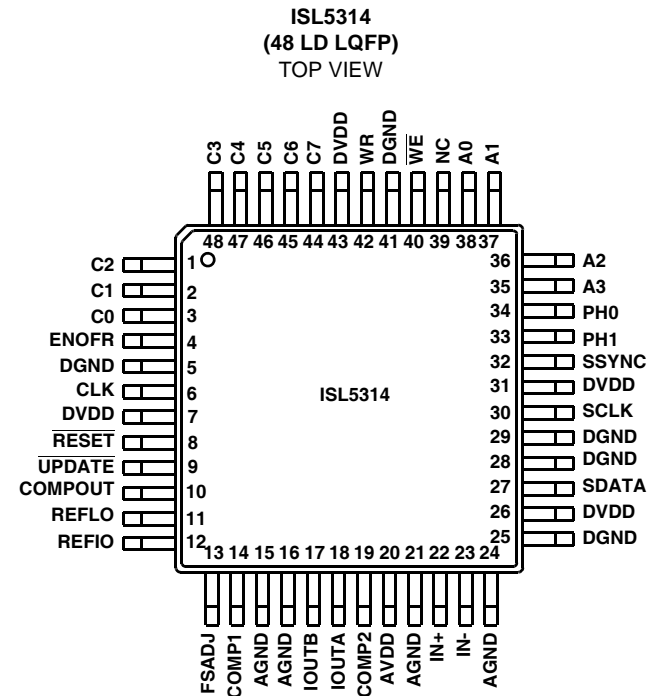 ISL5314
(48 LD LQFP)
TOP VIEW
C3 C4 C5 C6 C7 DVDD WR DGND W̅E̅ NC A0 A1
48 47 46 45 44 43 42 41 40 39 38 37
C2 1 36 A2
C1 2 35 A3
C0 3 34 PH0
ENOFR 4 33 PH1
DGND 5 32 SSYNC
CLK 6 31 DVDD
ISL5314
DVDD 7 30 SCLK
R̅E̅S̅E̅T̅ 8 29 DGND
U̅P̅D̅A̅T̅E̅ 9 28 DGND
COMPOUT 10 27 SDATA
REFLO 11 26 DVDD
REFIO 12 25 DGND
13 14 15 16 17 18 19 20 21 22 23 24
FSADJ COMP1 AGND AGND IOUTB IOUTA COMP2 AVDD AGND IN+ IN- AGND